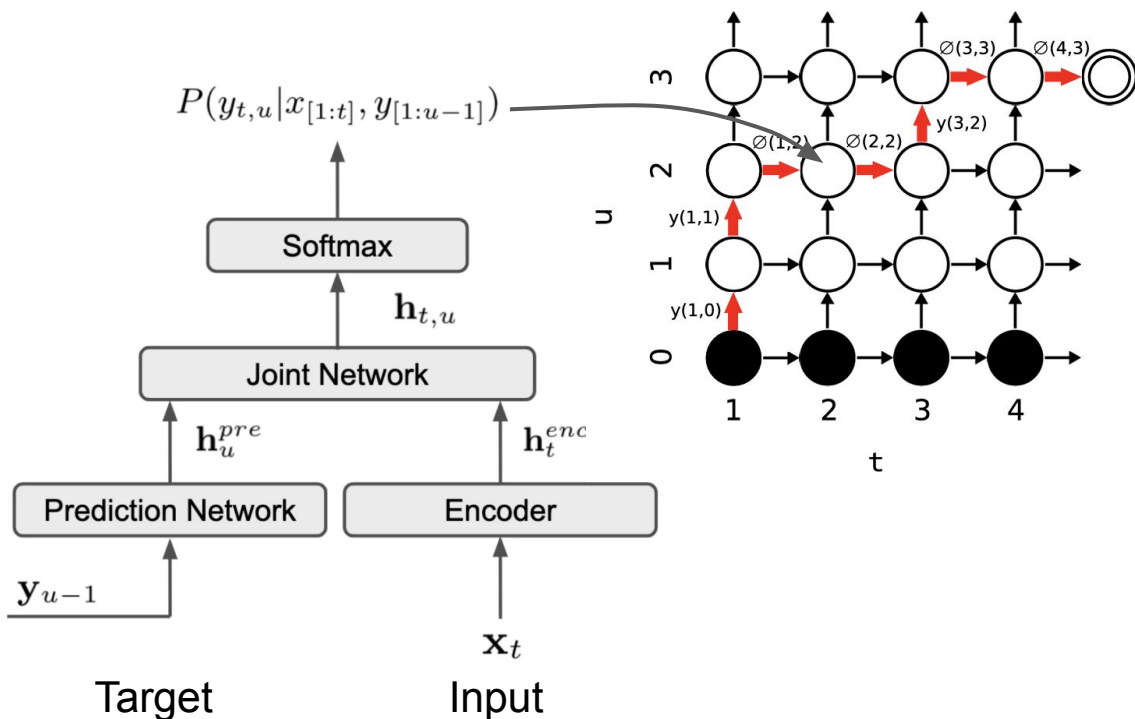 P(y_{t,u}|x_{[1:t]}, y_{[1:u-1]})
Softmax
h_{t,u}
Joint Network
h_u^{pre}
h_t^{enc}
Prediction Network
Encoder
y_{u-1}
x_t
Target
Input
∅(3,3)
∅(4,3)
3
y(3,2)
∅(1,2)
∅(2,2)
2
u
y(1,1)
1
y(1,0)
0
1
2
3
4
t